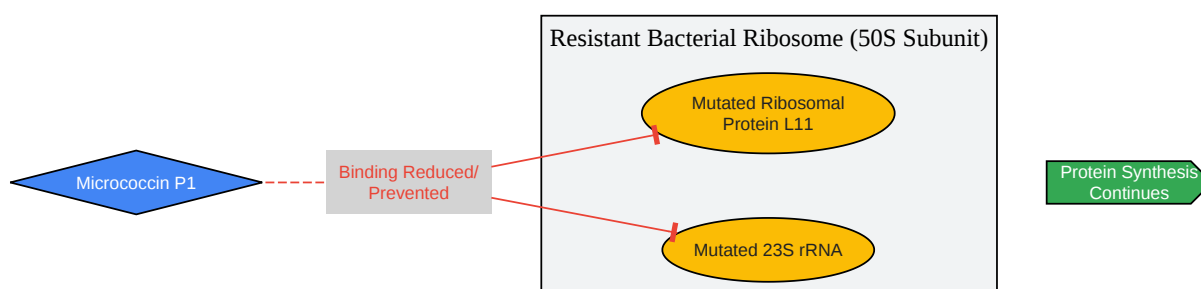 Resistant Bacterial Ribosome (50S Subunit)
Mutated Ribosomal
Protein L11
Micrococcin P1
Binding Reduced/
Prevented
Protein Synthesis
Continues
Mutated 23S rRNA